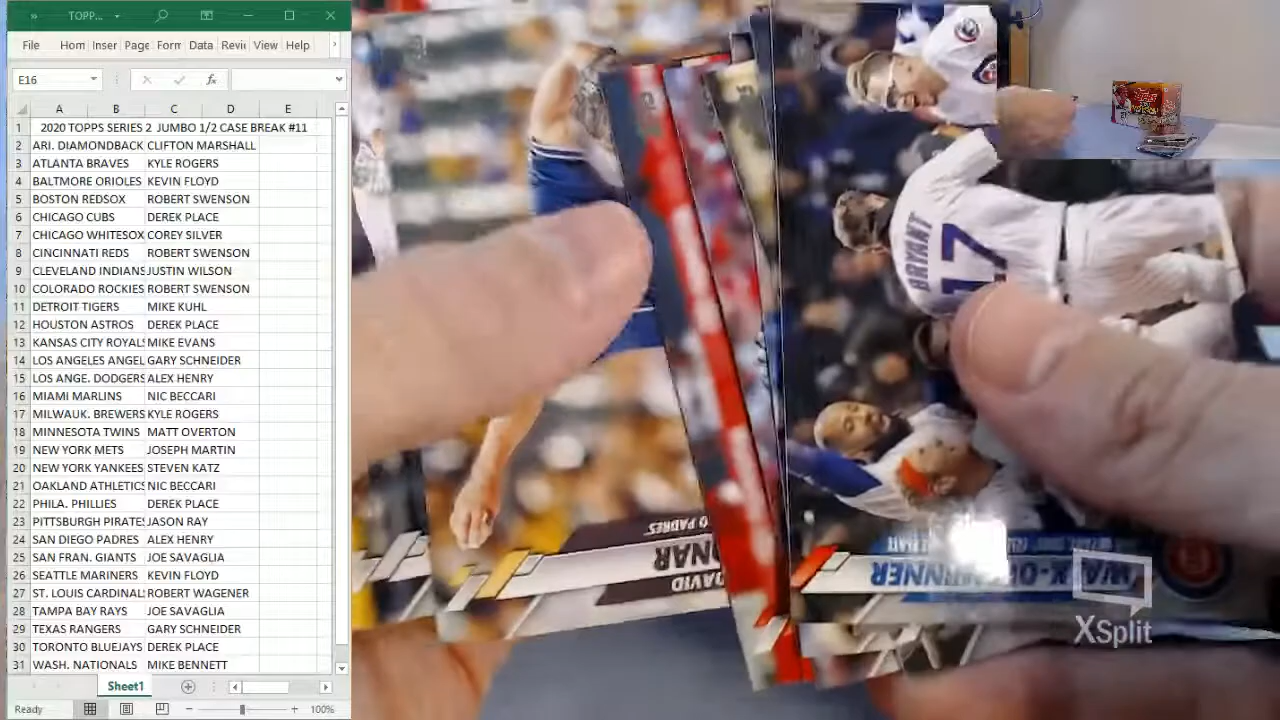 TOPP...
File Hom Inser Page Form Data Revie View Help
E16
fx
A B C D E
1 2020 TOPPS SERIES 2 JUMBO 1/2 CASE BREAK #11
2 ARI. DIAMONDBACK CLIFTON MARSHALL
3 ATLANTA BRAVES KYLE ROGERS
4 BALTMORE ORIOLES KEVIN FLOYD
5 BOSTON REDSOX ROBERT SWENSON
6 CHICAGO CUBS DEREK PLACE
7 CHICAGO WHITESOX COREY SILVER
8 CINCINNATI REDS ROBERT SWENSON
9 CLEVELAND INDIANS JUSTIN WILSON
10 COLORADO ROCKIES ROBERT SWENSON
11 DETROIT TIGERS MIKE KUHL
12 HOUSTON ASTROS DEREK PLACE
13 KANSAS CITY ROYAL MIKE EVANS
14 LOS ANGELES ANGEL GARY SCHNEIDER
15 LOS ANGE. DODGERS ALEX HENRY
16 MIAMI MARLINS NIC BECCARI
17 MILWAUK. BREWERS KYLE ROGERS
18 MINNESOTA TWINS MATT OVERTON
19 NEW YORK METS JOSEPH MARTIN
20 NEW YORK YANKEES STEVEN KATZ
21 OAKLAND ATHLETICS NIC BECCARI
22 PHILA. PHILLIES DEREK PLACE
23 PITTSBURGH PIRATE JASON RAY
24 SAN DIEGO PADRES ALEX HENRY
25 SAN FRAN. GIANTS JOE SAVAGLIA
26 SEATTLE MARINERS KEVIN FLOYD
27 ST. LOUIS CARDINAL ROBERT WAGENER
28 TAMPA BAY RAYS JOE SAVAGLIA
29 TEXAS RANGERS GARY SCHNEIDER
30 TORONTO BLUEJAYS DEREK PLACE
31 WASH. NATIONALS MIKE BENNETT
Sheet1
Ready 100%
BRYANT
17
O PADRES
NAR
DAVID
XSplit